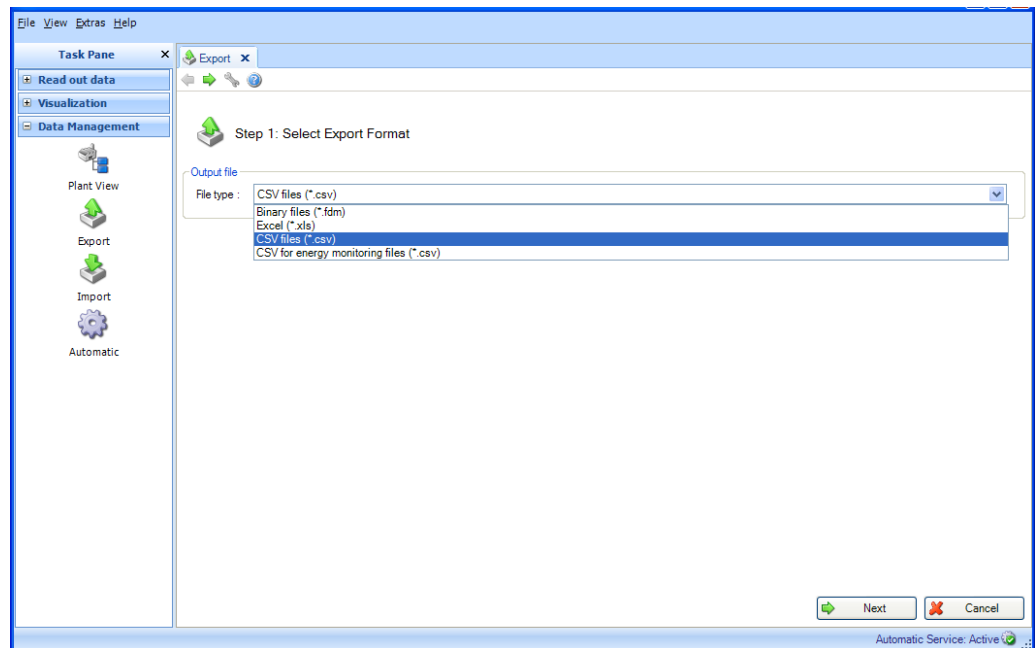 File View Extras Help
Task Pane
Export
Read out data
Visualization
Data Management
Plant View
Export
Import
Automatic
Step 1: Select Export Format
Output file
File type : CSV files (*.csv)
Binary files (*.fdm)
Excel (*.xls)
CSV files (*.csv)
CSV for energy monitoring files (*.csv)
Next Cancel
Automatic Service: Active